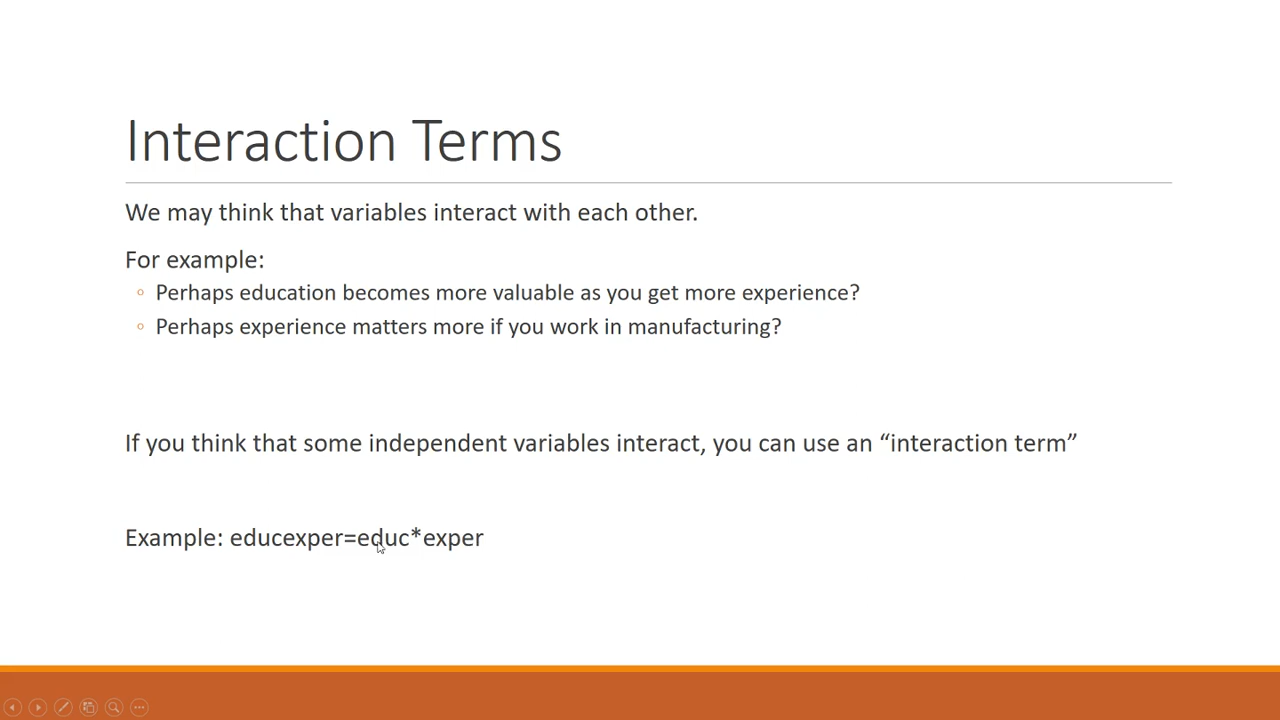 Interaction Terms
We may think that variables interact with each other.
For example:
Perhaps education becomes more valuable as you get more experience?
Perhaps experience matters more if you work in manufacturing?
If you think that some independent variables interact, you can use an “interaction term”
Example: educexper=educ*exper